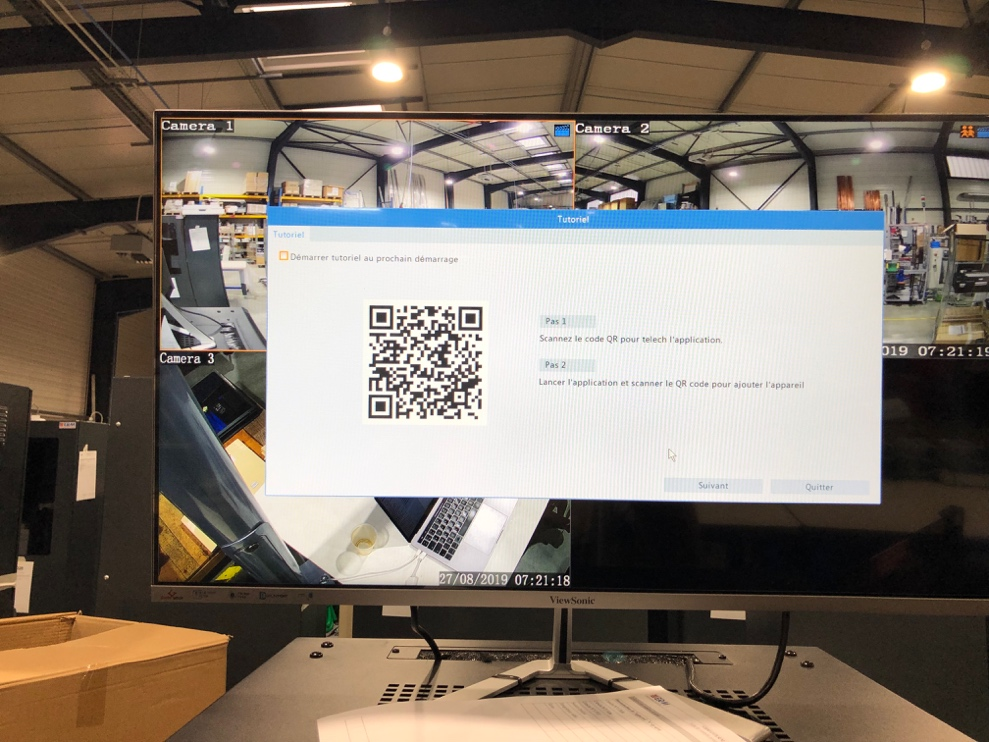 Camera 1
Camera 2
Tutoriel
Tutoriel
Démarrer tutoriel au prochain démarrage
Pas 1
Scannez le code QR pour telech l'application.
Pas 2
Lancer l'application et scanner le QR code pour ajouter l'appareil
019 07:21:19
Camera 3
Suivant
Quitter
27/08/2019 07:21:18
ViewSonic